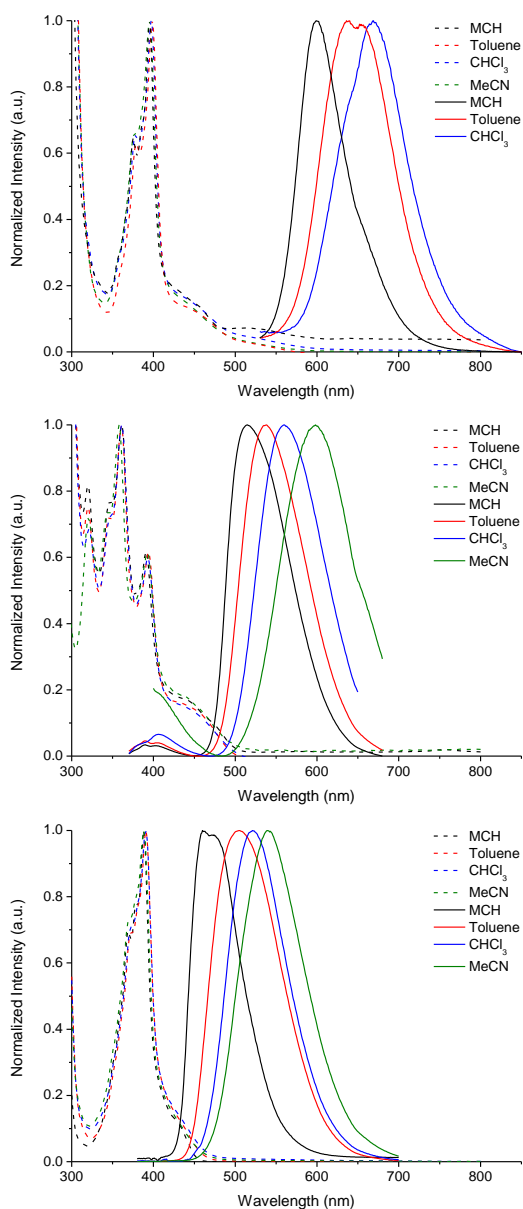 1.0
0.8
0.6
0.4
0.2
0.0
Normalized Intensity (a.u.)
300 400 500 600 700 800
Wavelength (nm)
MCH
Toluene
CHCl₃
MeCN
MCH
Toluene
CHCl₃
1.0
0.8
0.6
0.4
0.2
0.0
Normalized Intensity (a.u.)
300 400 500 600 700 800
Wavelength (nm)
MCH
Toluene
CHCl₃
MeCN
MCH
Toluene
CHCl₃
MeCN
1.0
0.8
0.6
0.4
0.2
0.0
Normalized Intensity (a.u.)
300 400 500 600 700 800
Wavelength (nm)
MCH
Toluene
CHCl₃
MeCN
MCH
Toluene
CHCl₃
MeCN